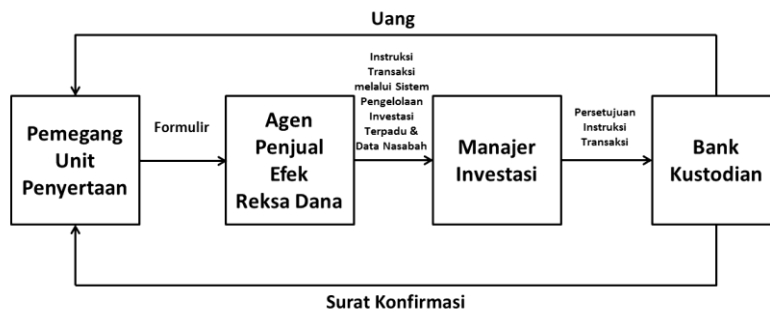 Uang
Pemegang
Unit
Penyertaan
Formulir
Agen
Penjual
Efek
Reksa Dana
Instruksi
Transaksi
melalui Sistem
Pengelolaan
Investasi
Terpadu &
Data Nasabah
Manajer
Investasi
Persetujuan
Instruksi
Transaksi
Bank
Kustodian
Surat Konfirmasi